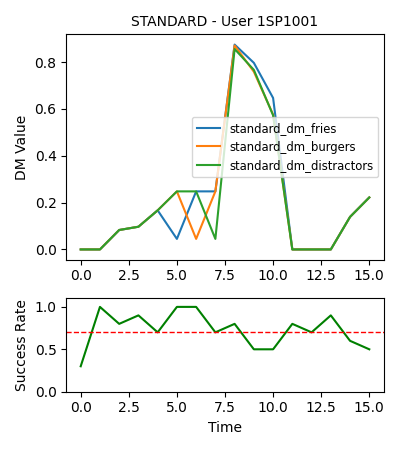 STANDARD - User 1SP1001
DM Value
0.8
0.6
0.4
0.2
0.0
standard_dm_fries
standard_dm_burgers
standard_dm_distractors
0.0 2.5 5.0 7.5 10.0 12.5 15.0
Success Rate
1.0
0.5
0.0
0.0 2.5 5.0 7.5 10.0 12.5 15.0
Time